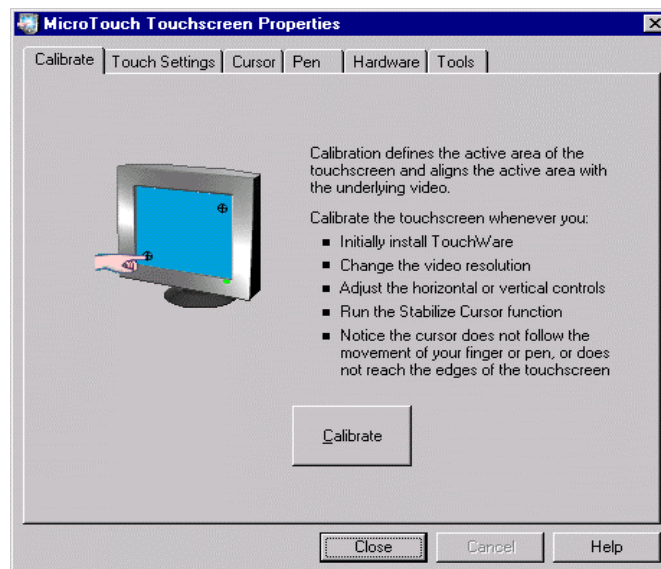 MicroTouch Touchscreen Properties
Calibrate Touch Settings Cursor Pen Hardware Tools
Calibration defines the active area of the
touchscreen and aligns the active area with
the underlying video.
Calibrate the touchscreen whenever you:
■ Initially install TouchWare
■ Change the video resolution
■ Adjust the horizontal or vertical controls
■ Run the Stabilize Cursor function
■ Notice the cursor does not follow the
movement of your finger or pen, or does
not reach the edges of the touchscreen
Calibrate
Close Cancel Help